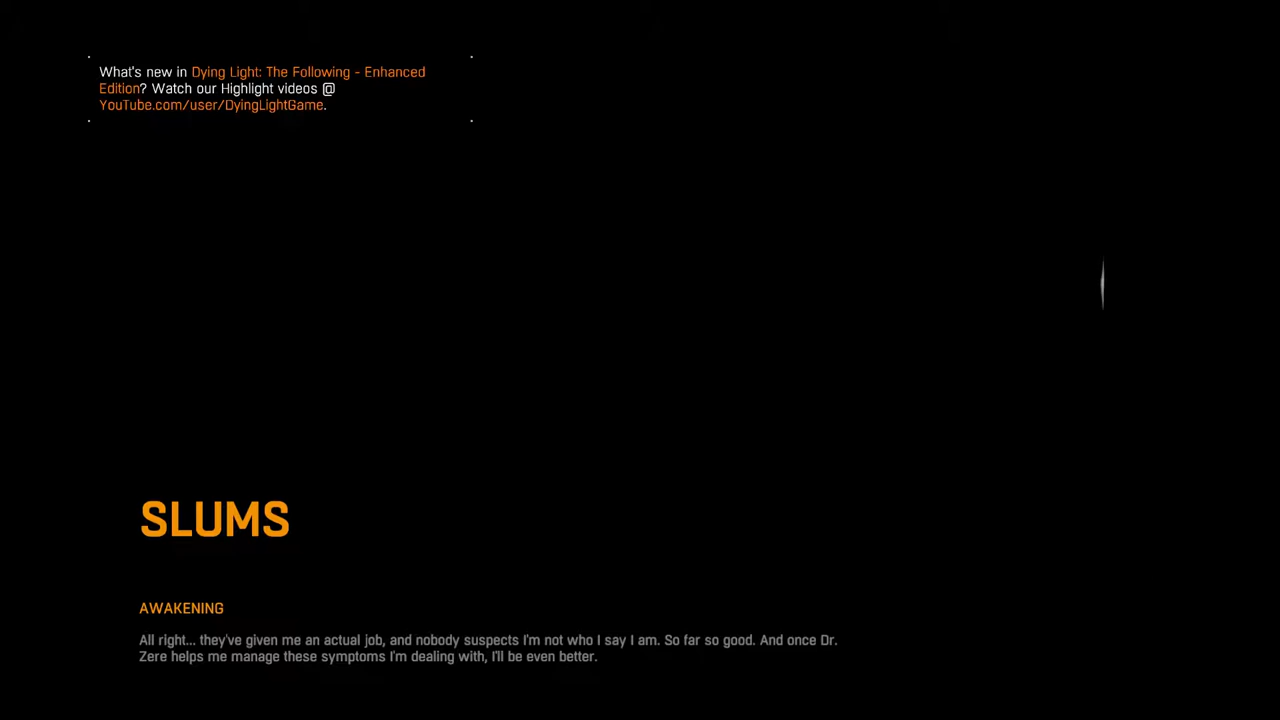 What's new in Dying Light: The Following - Enhanced
Edition? Watch our Highlight videos @
YouTube.com/user/DyingLightGame.
SLUMS
AWAKENING
All right... they've given me an actual job, and nobody suspects I'm not who I say I am. So far so good. And once Dr.
Zere helps me manage these symptoms I'm dealing with, I'll be even better.